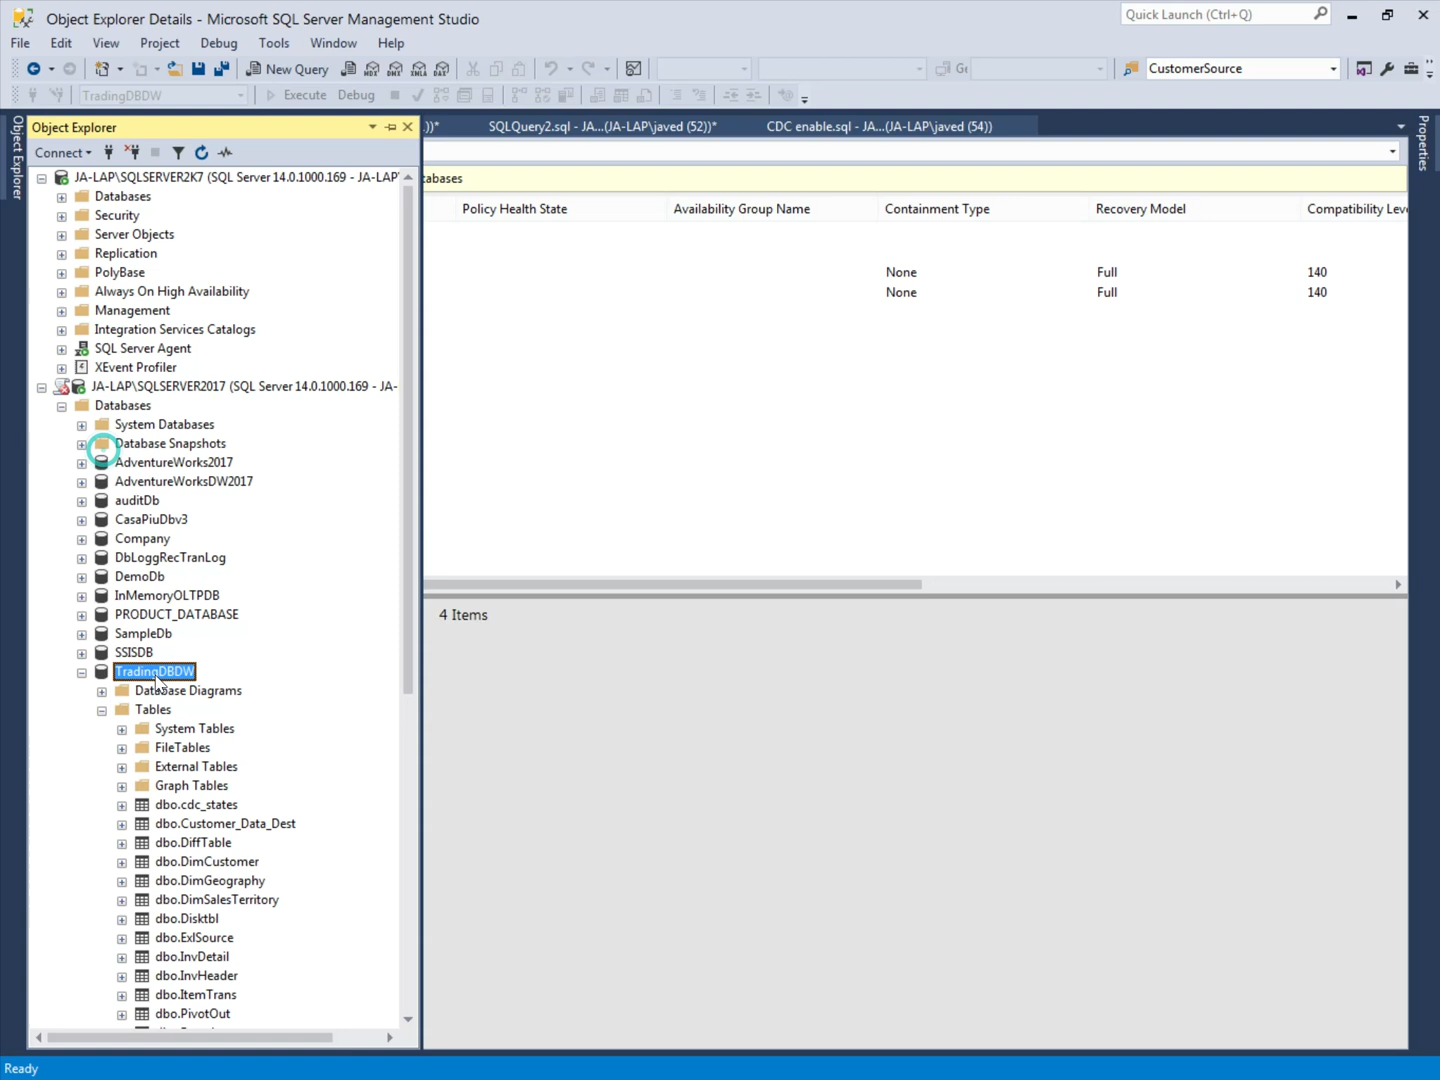 Object Explorer Details - Microsoft SQL Server Management Studio
Quick Launch (Ctrl+Q)
File Edit View Project Debug Tools Window Help
New Query
MDX DMX XMLA DAX
CustomerSource
TradingDBDW
Execute Debug
Object Explorer
Object Explorer
SQLQuery2.sql - JA...(JA-LAP\javed (52))*
CDC enable.sql - JA...(JA-LAP\javed (54))
Properties
Connect
JA-LAP\SQLSERVER2K7 (SQL Server 14.0.1000.169 - JA-LAP\
Databases
Security
Server Objects
Replication
PolyBase
Always On High Availability
Management
Integration Services Catalogs
SQL Server Agent
XEvent Profiler
JA-LAP\SQLSERVER2017 (SQL Server 14.0.1000.169 - JA-
Databases
System Databases
Database Snapshots
AdventureWorks2017
AdventureWorksDW2017
auditDb
CasaPiuDbv3
Company
DbLoggRecTranLog
DemoDb
InMemoryOLTPDB
PRODUCT_DATABASE
SampleDb
SSISDB
TradingDBDW
Database Diagrams
Tables
System Tables
FileTables
External Tables
Graph Tables
dbo.cdc_states
dbo.Customer_Data_Dest
dbo.DiffTable
dbo.DimCustomer
dbo.DimGeography
dbo.DimSalesTerritory
dbo.Disktbl
dbo.ExlSource
dbo.InvDetail
dbo.InvHeader
dbo.ItemTrans
dbo.PivotOut
tabases
Policy Health State Availability Group Name Containment Type Recovery Model Compatibility Leve
None Full 140
None Full 140
4 Items
Ready